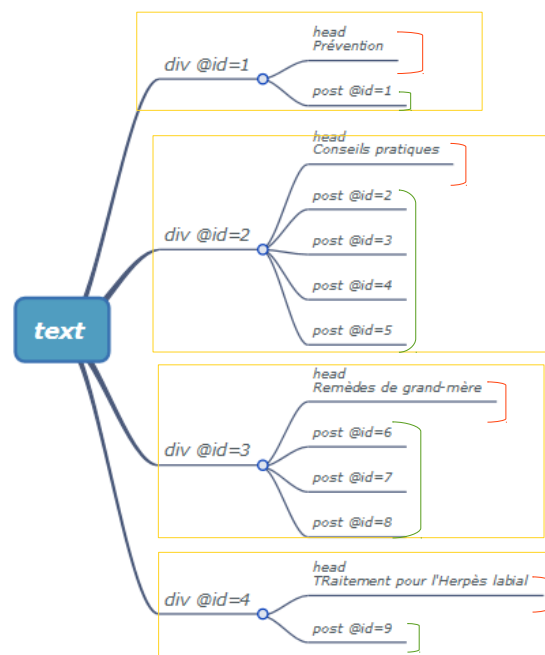 head
Prévention
div @id=1
post @id=1
head
Conseils pratiques
post @id=2
div @id=2
post @id=3
post @id=4
post @id=5
text
head
Remèdes de grand-mère
post @id=6
div @id=3
post @id=7
post @id=8
head
TRaitement pour l'Herpès labial
div @id=4
post @id=9